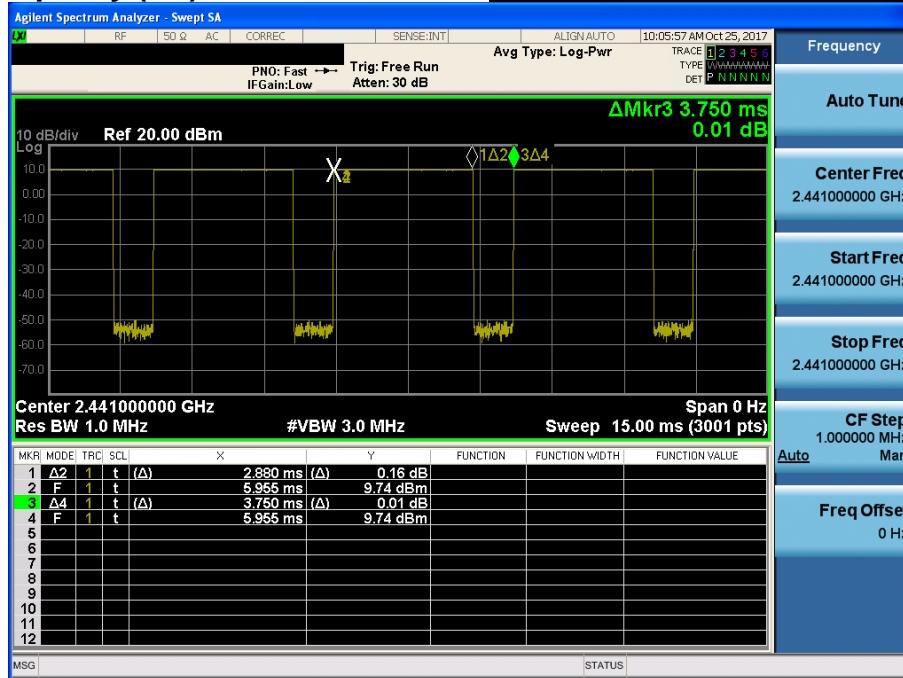 Agilent Spectrum Analyzer - Swept SA
LXI RF 50 Ω AC CORREC SENSE:INT ALIGN AUTO 10:05:57 AM Oct 25, 2017
Avg Type: Log-Pwr TRACE 1 2 3 4 5 6
PNO: Fast Trig: Free Run TYPE
IFGain:Low Atten: 30 dB DET P N N N N N
ΔMkr3 3.750 ms
0.01 dB
10 dB/div Ref 20.00 dBm
Log
1Δ2 3Δ4
10.0
0.00
-10.0
-20.0
-30.0
-40.0
-50.0
-60.0
-70.0
Center 2.441000000 GHz Span 0 Hz
Res BW 1.0 MHz #VBW 3.0 MHz Sweep 15.00 ms (3001 pts)
MKR MODE TRC SCL X Y FUNCTION FUNCTION WIDTH FUNCTION VALUE
1 Δ2 1 t (Δ) 2.880 ms (Δ) 0.16 dB
2 F 1 t 5.955 ms 9.74 dBm
3 Δ4 1 t (Δ) 3.750 ms (Δ) 0.01 dB
4 F 1 t 5.955 ms 9.74 dBm
5
6
7
8
9
10
11
12
MSG STATUS
Frequency
Auto Tune
Center Freq
2.441000000 GHz
Start Freq
2.441000000 GHz
Stop Freq
2.441000000 GHz
CF Step
1.000000 MHz
Auto Man
Freq Offset
0 Hz